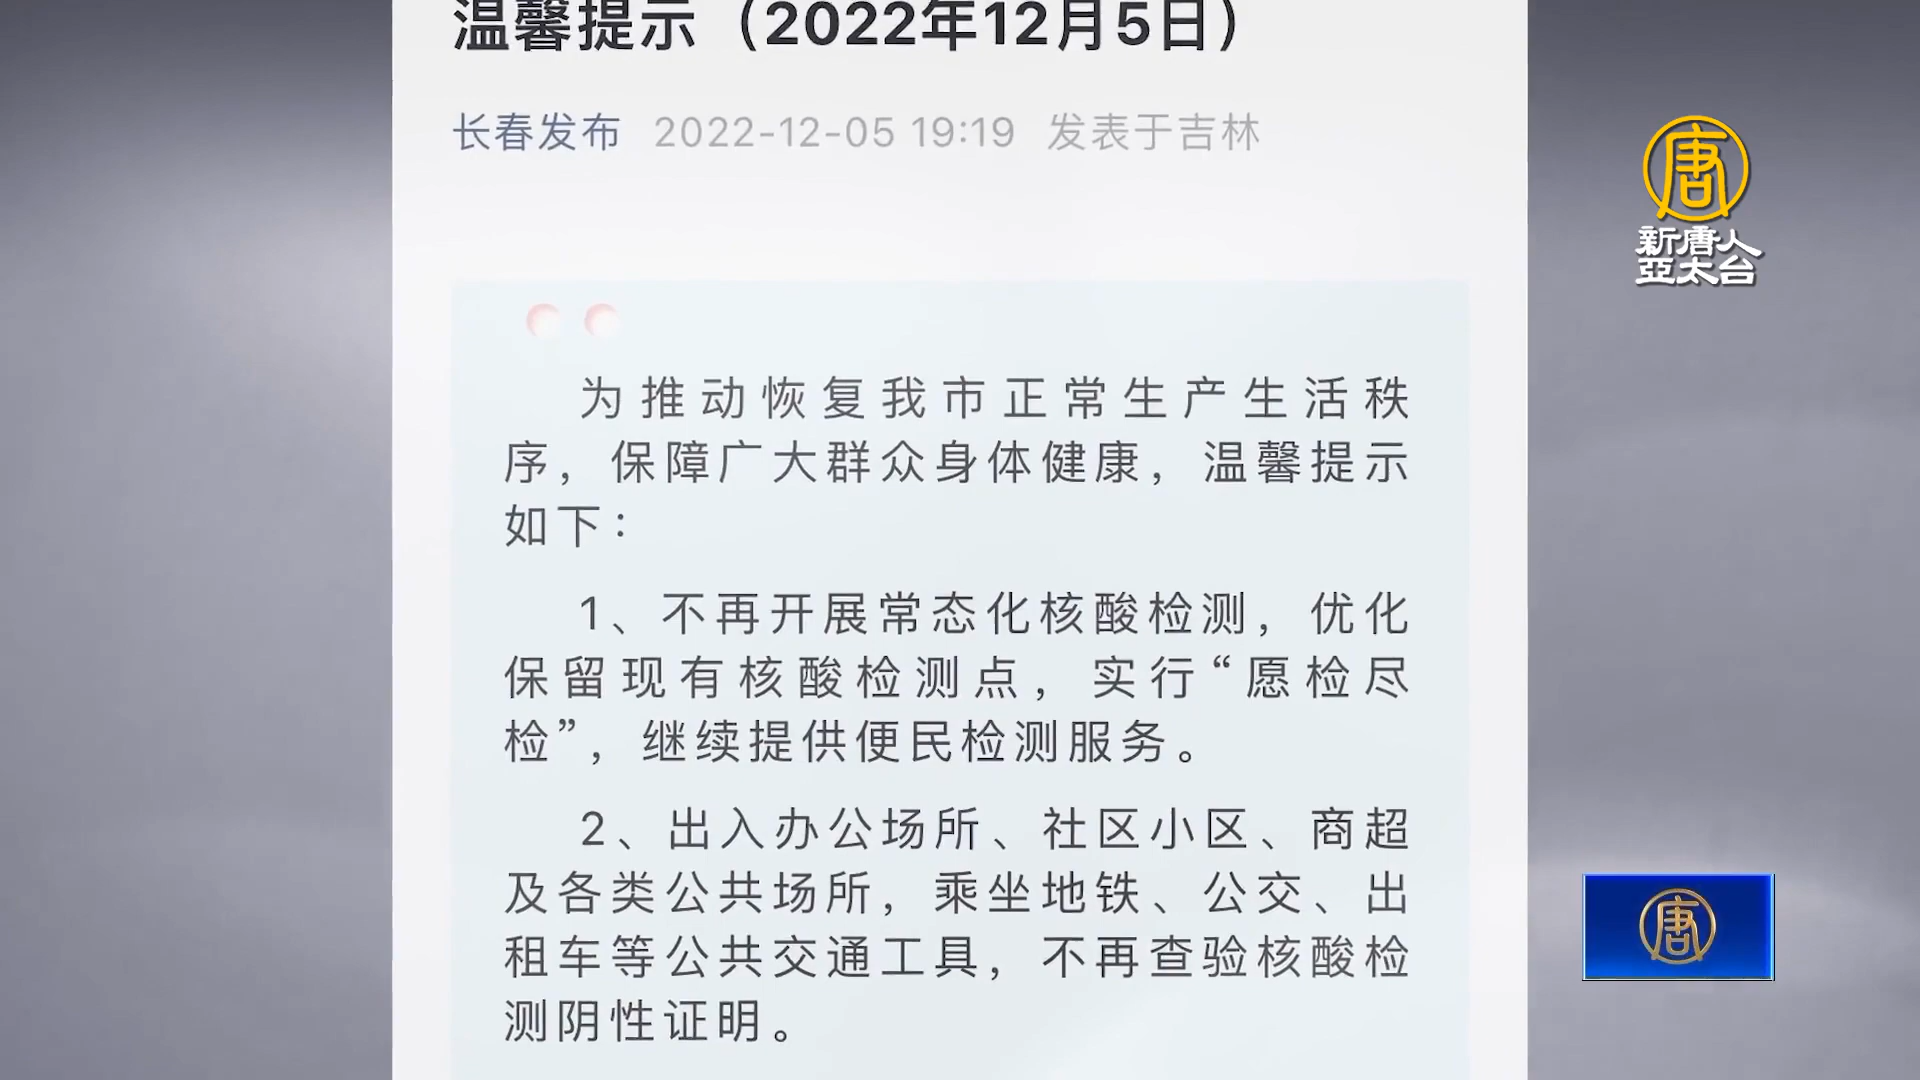 温馨提示（2022年12月5日）
长春发布 2022-12-05 19:19 发表于吉林
为推动恢复我市正常生产生活秩
序，保障广大群众身体健康，温馨提示
如下：
1、不再开展常态化核酸检测，优化
保留现有核酸检测点，实行“愿检尽
检”，继续提供便民检测服务。
2、出入办公场所、社区小区、商超
及各类公共场所，乘坐地铁、公交、出
租车等公共交通工具，不再查验核酸检
测阴性证明。
唐
新唐人
亞太台
唐